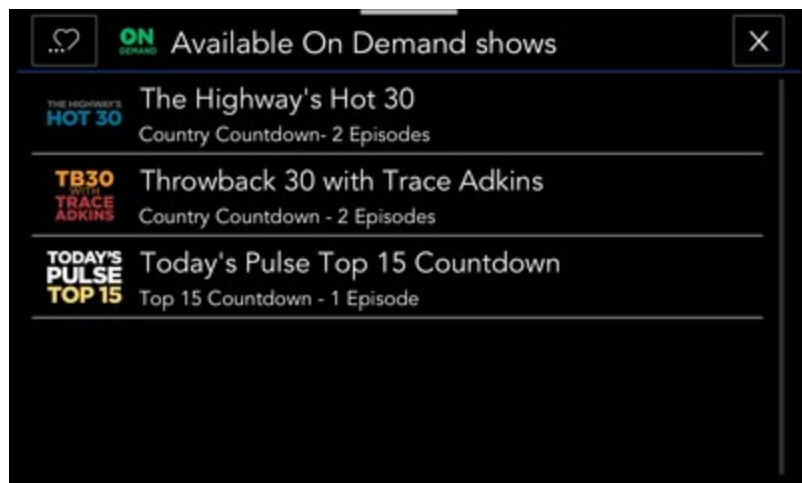 ON
DEMAND
Available On Demand shows
X
THE HIGHWAY'S
HOT 30
The Highway's Hot 30
Country Countdown- 2 Episodes
TB30
WITH
TRACE
ADKINS
Throwback 30 with Trace Adkins
Country Countdown - 2 Episodes
TODAY'S
PULSE
TOP 15
Today's Pulse Top 15 Countdown
Top 15 Countdown - 1 Episode